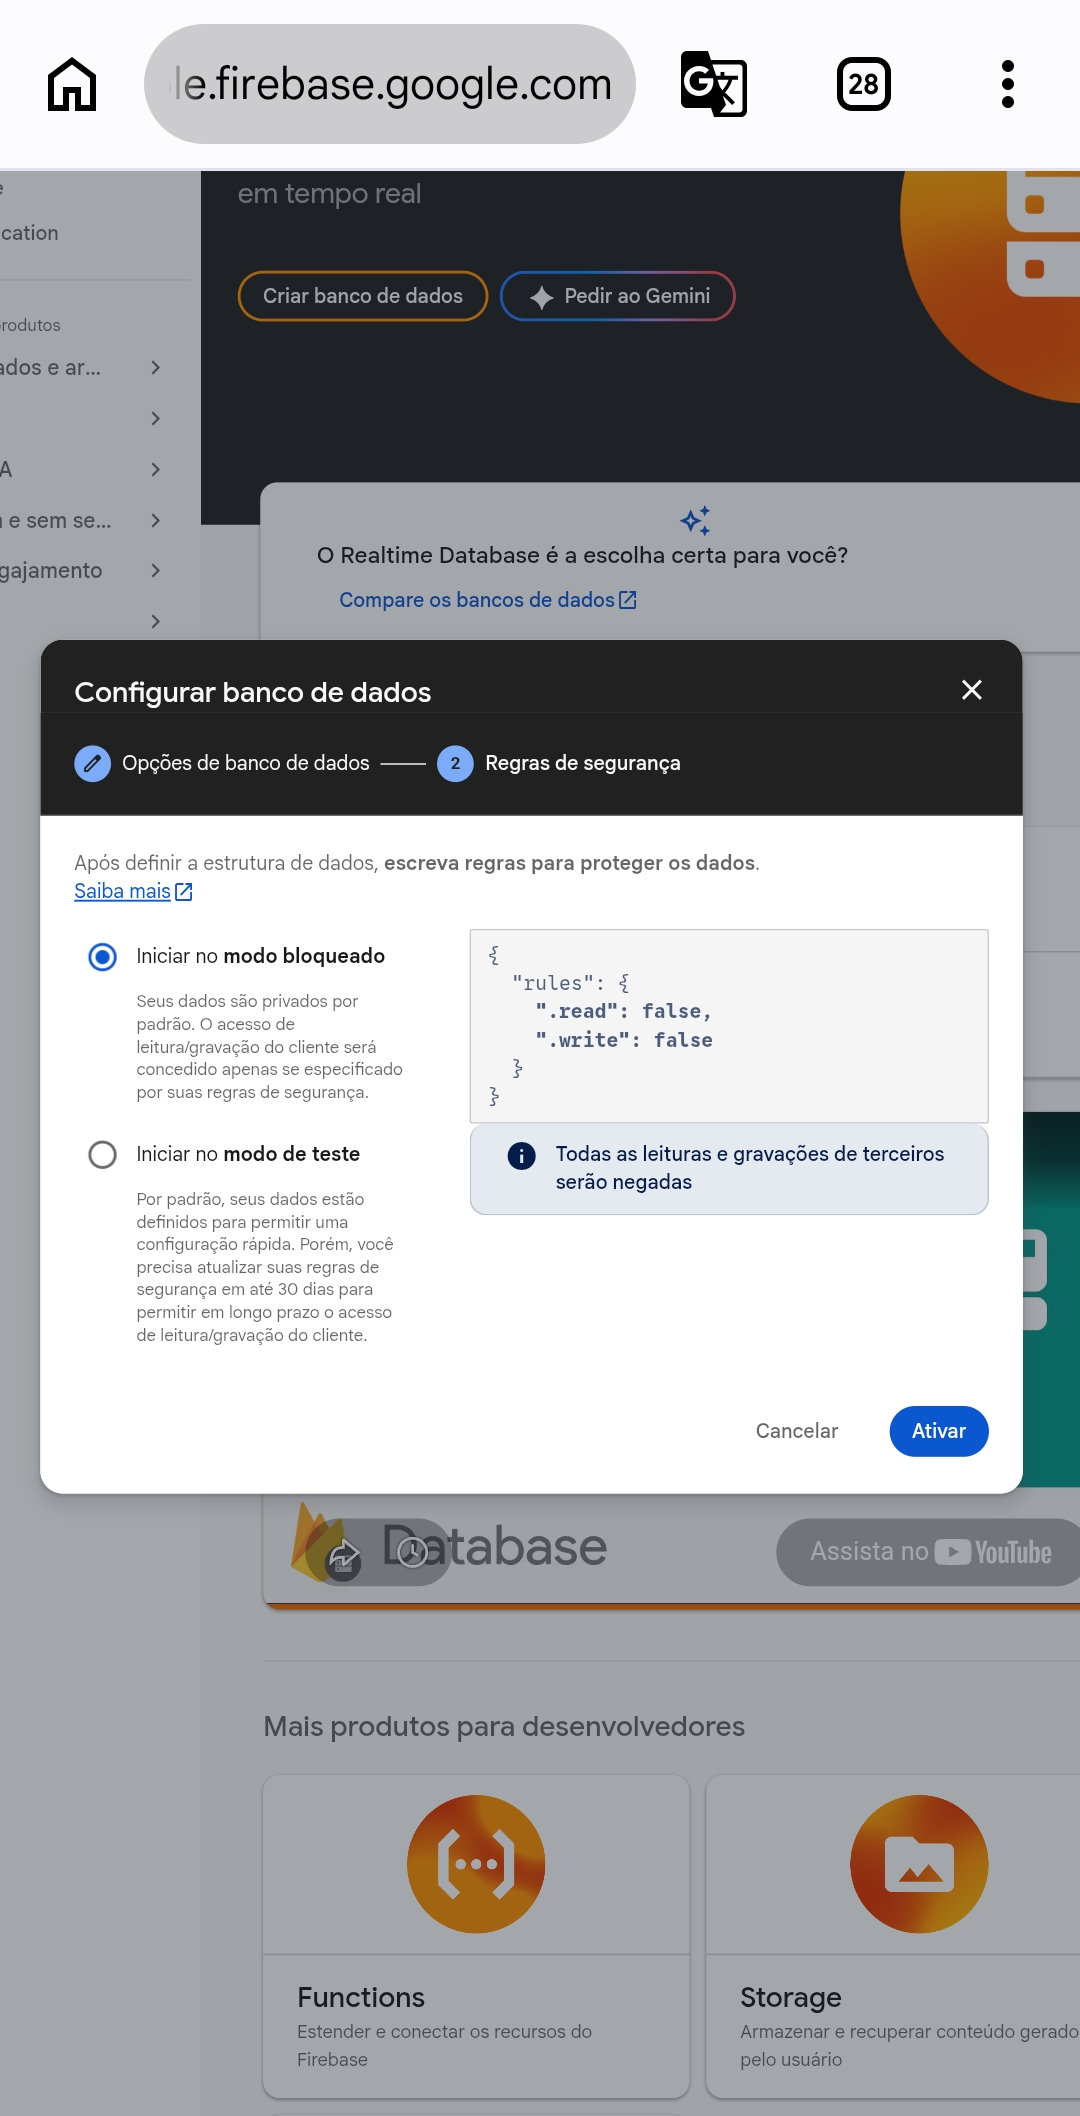 le.firebase.google.com
28
em tempo real
e
cation
Criar banco de dados
Pedir ao Gemini
rodutos
ados e ar...
A
e sem se...
gajamento
O Realtime Database é a escolha certa para você?
Compare os bancos de dados
Configurar banco de dados
Opções de banco de dados
2 Regras de segurança
Após definir a estrutura de dados, escreva regras para proteger os dados.
Saiba mais
Iniciar no modo bloqueado
Seus dados são privados por
padrão. O acesso de
leitura/gravação do cliente será
concedido apenas se especificado
por suas regras de segurança.
{
"rules": {
".read": false,
".write": false
}
}
Todas as leituras e gravações de terceiros
serão negadas
Iniciar no modo de teste
Por padrão, seus dados estão
definidos para permitir uma
configuração rápida. Porém, você
precisa atualizar suas regras de
segurança em até 30 dias para
permitir em longo prazo o acesso
de leitura/gravação do cliente.
Cancelar
Ativar
Database
Assista no YouTube
Mais produtos para desenvolvedores
Functions
Estender e conectar os recursos do
Firebase
Storage
Armazenar e recuperar conteúdo gerado
pelo usuário